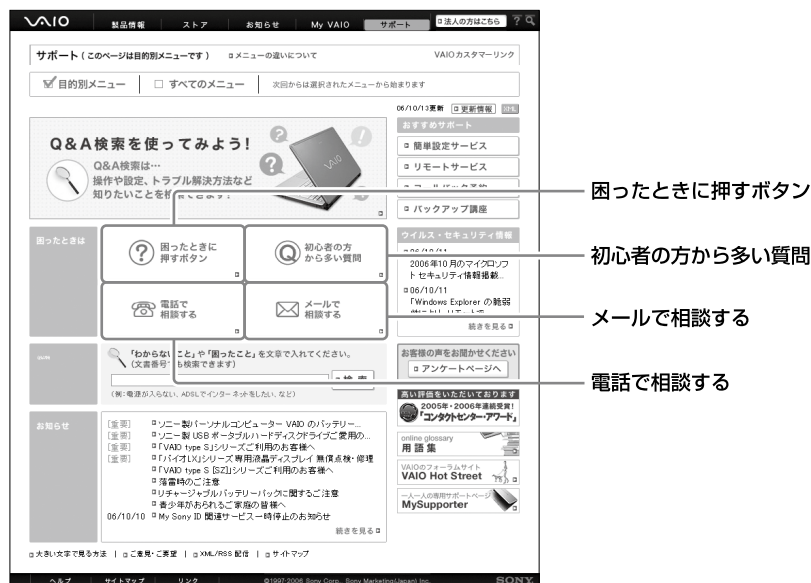 VAIO 製品情報 ストア お知らせ My VAIO サポート 法人の方はこちら ?
サポート ( このページは目的別メニューです ) メニューの違いについて VAIOカスタマーリンク
目的別メニュー すべてのメニュー 次回からは選択されたメニューから始まります
06/10/13更新 更新情報 XML
おすすめサポート
簡単設定サービス
リモートサービス
バックアップ講座
Q&A検索を使ってみよう!
Q&A検索は…
操作や設定、トラブル解決方法など
知りたいことを
困ったときは
困ったときに
押すボタン
初心者の方
から多い質問
電話で
相談する
メールで
相談する
困ったときに押すボタン
初心者の方から多い質問
メールで相談する
電話で相談する
ウイルス・セキュリティ情報
06/10/11
2006年10月のマイクロソフ
ト セキュリティ情報掲載...
06/10/11
「Windows Explorer の脆弱
続きを見る
「わからないこと」や「困ったこと」を文章で入れてください。
(文書番号でも検索できます)
検索
(例:電源が入らない、ADSLでインターネットをしたい、など)
お客様の声をお聞かせください
アンケートページへ
高い評価をいただいております
2005年・2006年連続受賞!
「コンタクトセンター・アワード」
online glossary
用語集
VAIOのフォーラムサイト
VAIO Hot Street
一人一人の専用サポートページ
MySupporter
お知らせ
[重要] ソニー製パーソナルコンピューター VAIO のバッテリー...
[重要] ソニー製 USB ポータブルハードディスクドライブご愛用の...
[重要] 「VAIO type S」シリーズご利用のお客様へ
[重要] 「バイオLX」シリーズ専用液晶ディスプレイ 無償点検・修理
「VAIO type S [SZ]」シリーズご利用のお客様へ
落雷時のご注意
リチャージャブルバッテリーパックに関するご注意
青少年がおられるご家庭の皆様へ
06/10/10 My Sony ID 関連サービス一時停止のお知らせ
続きを見る
大きい文字で見る方法 | ご意見・ご要望 | XML/RSS 配信 | サイトマップ
ヘルプ サイトマップ リンク ©1997-2006 Sony Corp., Sony Marketing(Japan) Inc. SONY